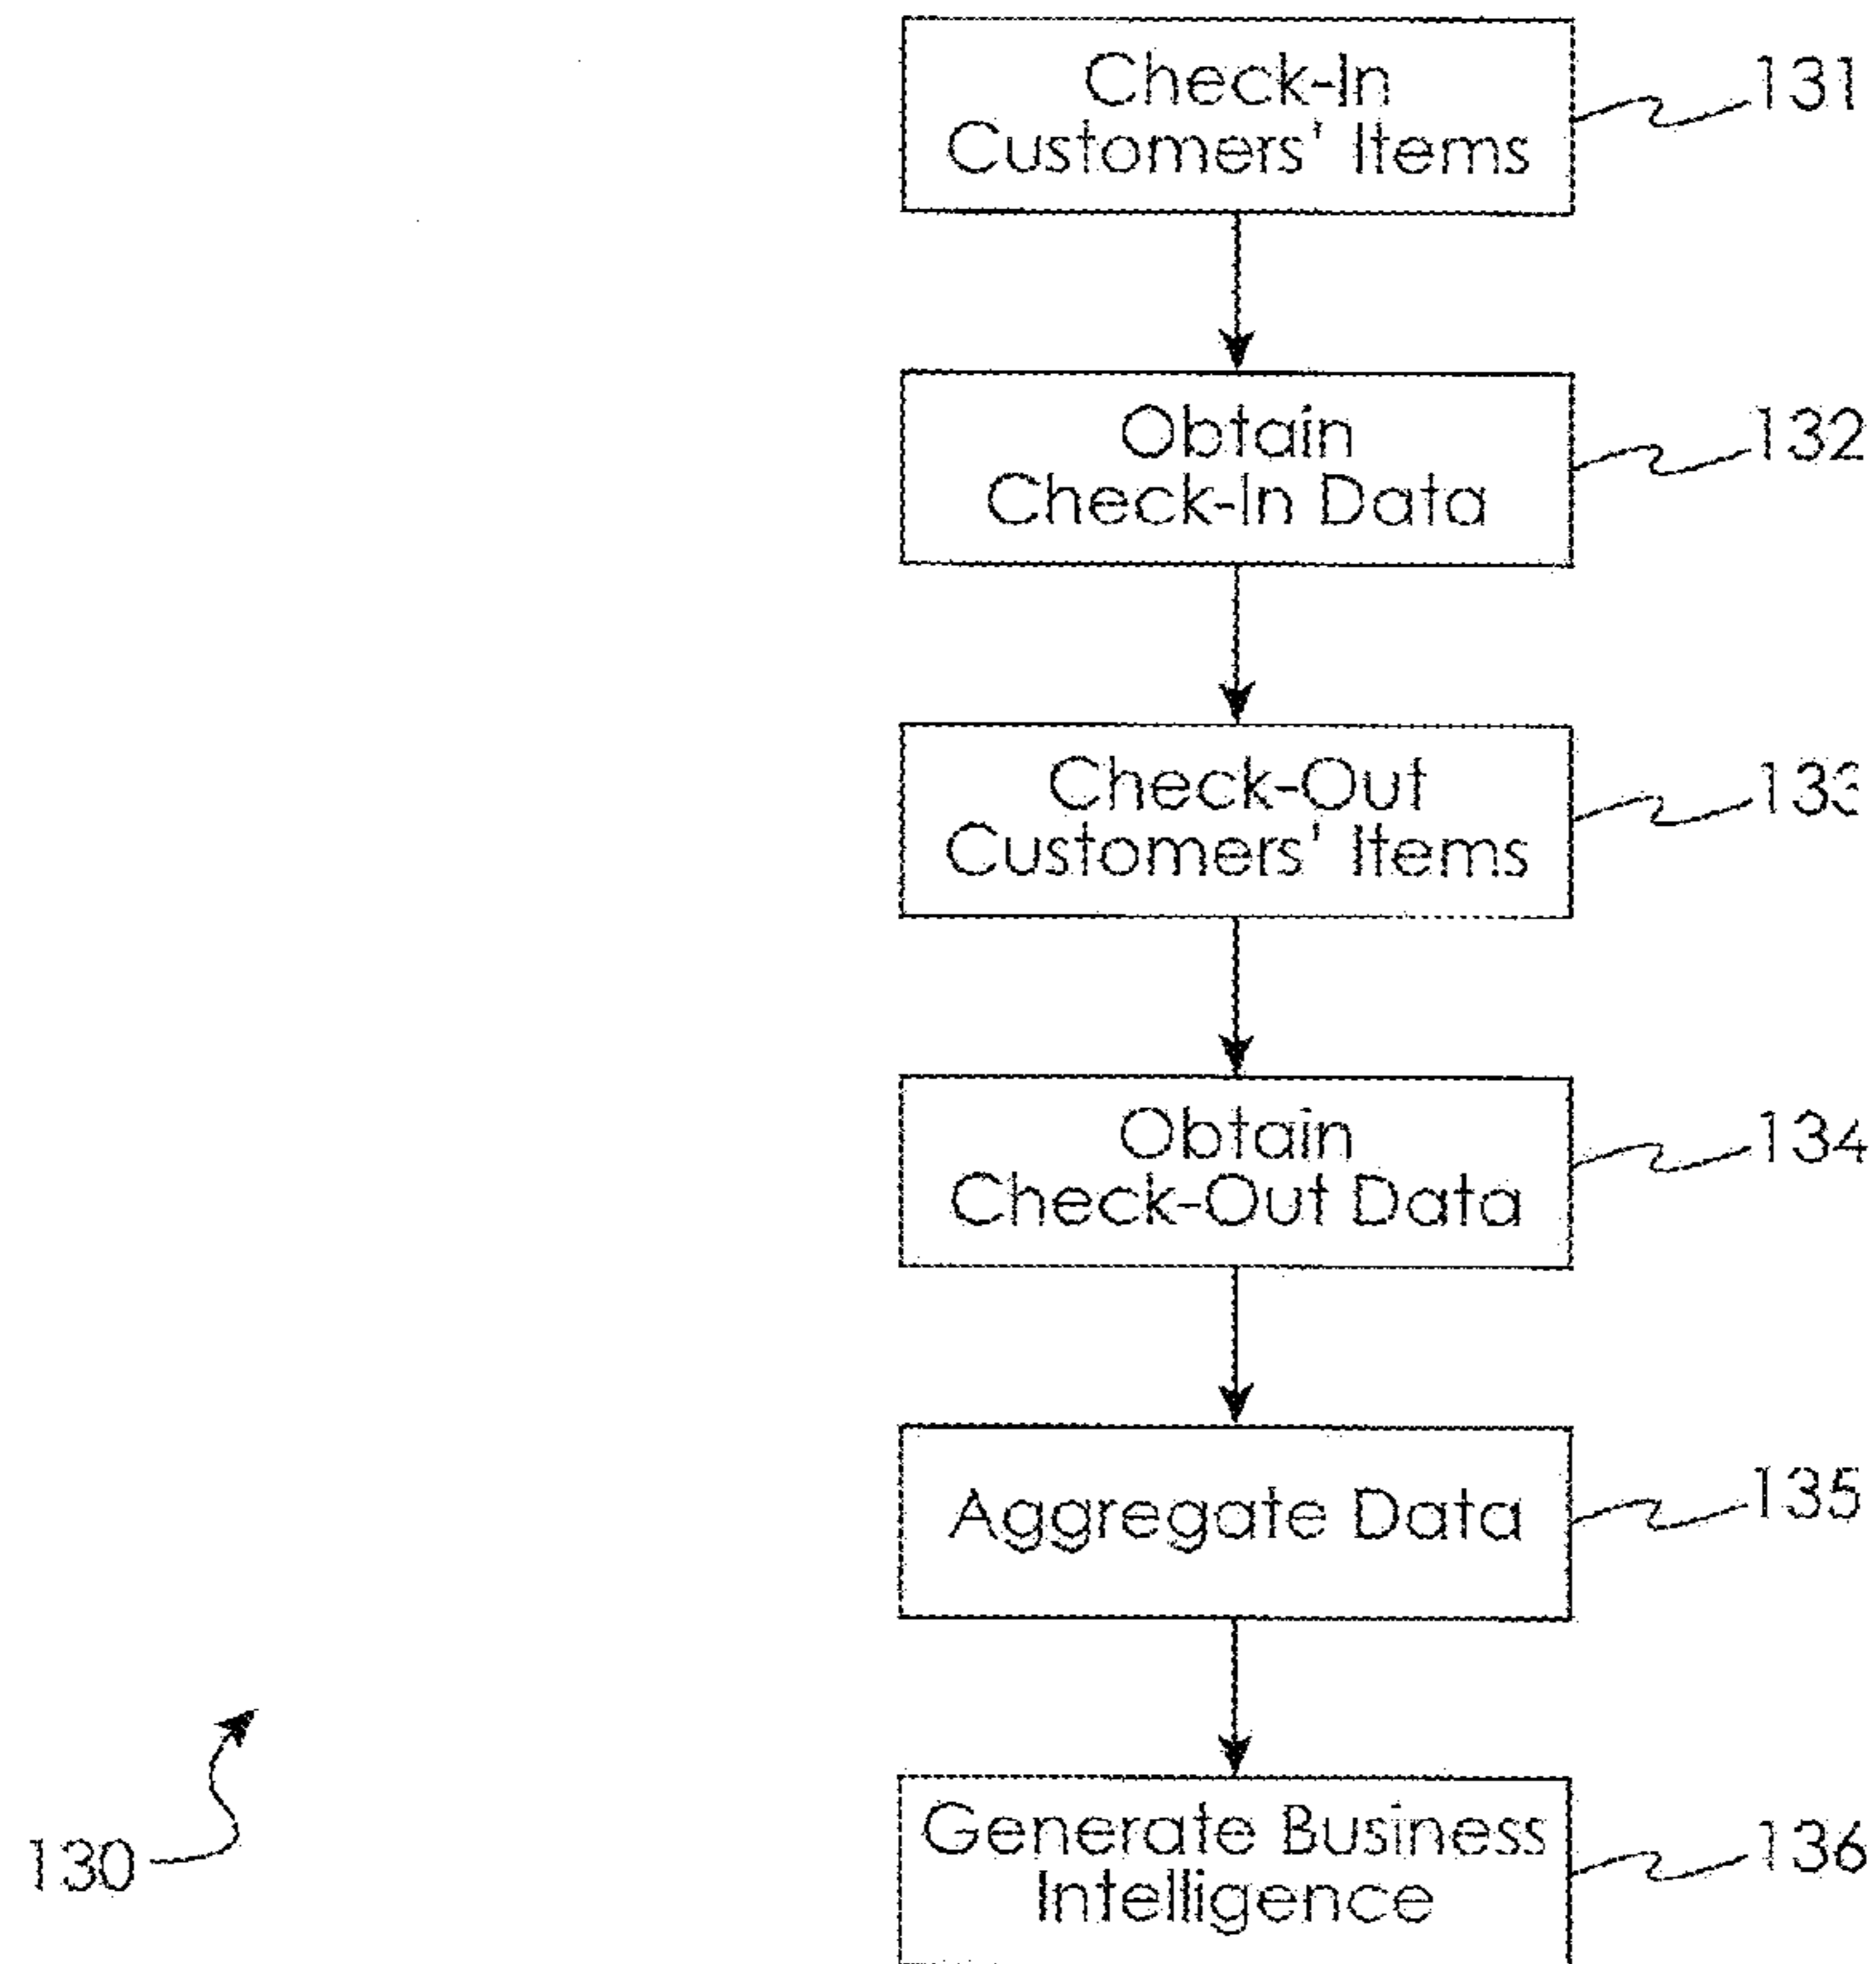 Check-In
Customers' Items
131
Obtain
Check-In Data
132
Check-Out
Customers' Items
133
Obtain
Check-Out Data
134
Aggregate Data
135
Generate Business
Intelligence
136
130